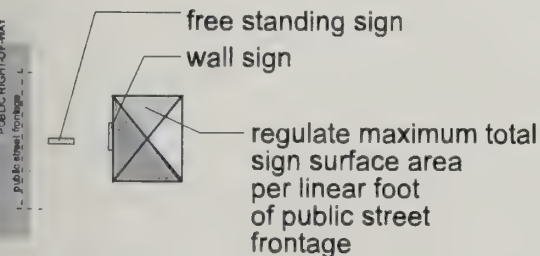 PUBLIC RIGHT-OF-WAY
public street frontage
free standing sign
wall sign
regulate maximum total
sign surface area
per linear foot
of public street
frontage